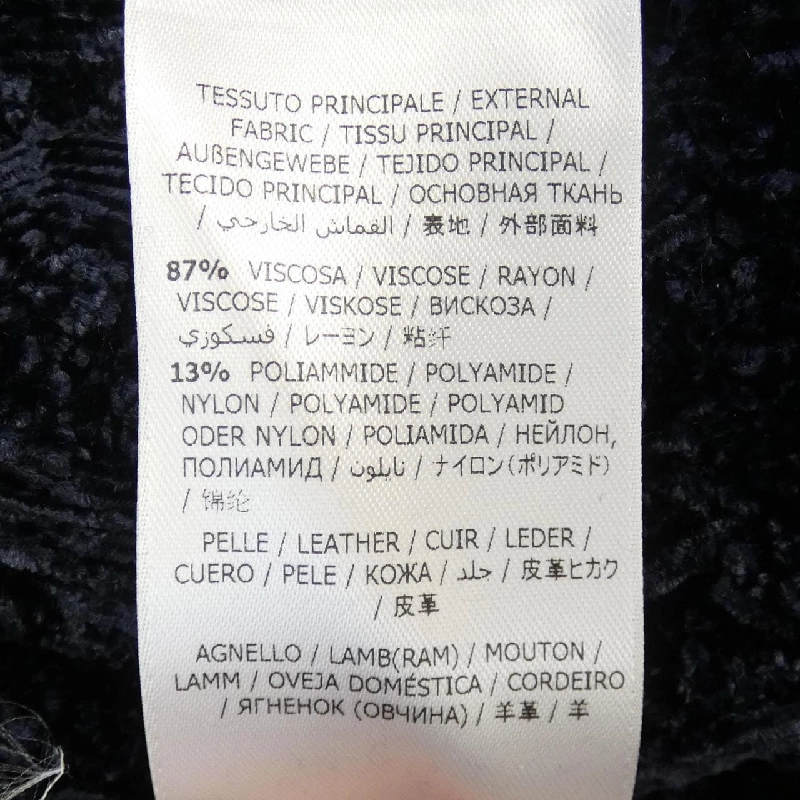 TESSUTO PRINCIPALE / EXTERNAL
FABRIC / TISSU PRINCIPAL /
AUßENGEWEBE / TEJIDO PRINCIPAL /
TECIDO PRINCIPAL / ОСНОВНАЯ ТКАНЬ
/ القماش الخارجي / 表地 / 外部面料
87% VISCOSA / VISCOSE / RAYON /
VISCOSE / VISKOSE / ВИСКОЗА /
فسكوزي / レーヨン / 粘纤
13% POLIAMMIDE / POLYAMIDE /
NYLON / POLYAMIDE / POLYAMID
ODER NYLON / POLIAMIDA / НЕЙЛОН,
ПОЛИАМИД / نايلون / ナイロン(ポリアミド)
/ 锦纶
PELLE / LEATHER / CUIR / LEDER /
CUERO / PELE / КОЖА / جلد / 皮革ヒカク
/ 皮革
AGNELLO / LAMB(RAM) / MOUTON /
LAMM / OVEJA DOMÉSTICA / CORDEIRO
/ ЯГНЕНОК (ОВЧИНА) / 羊革 / 羊